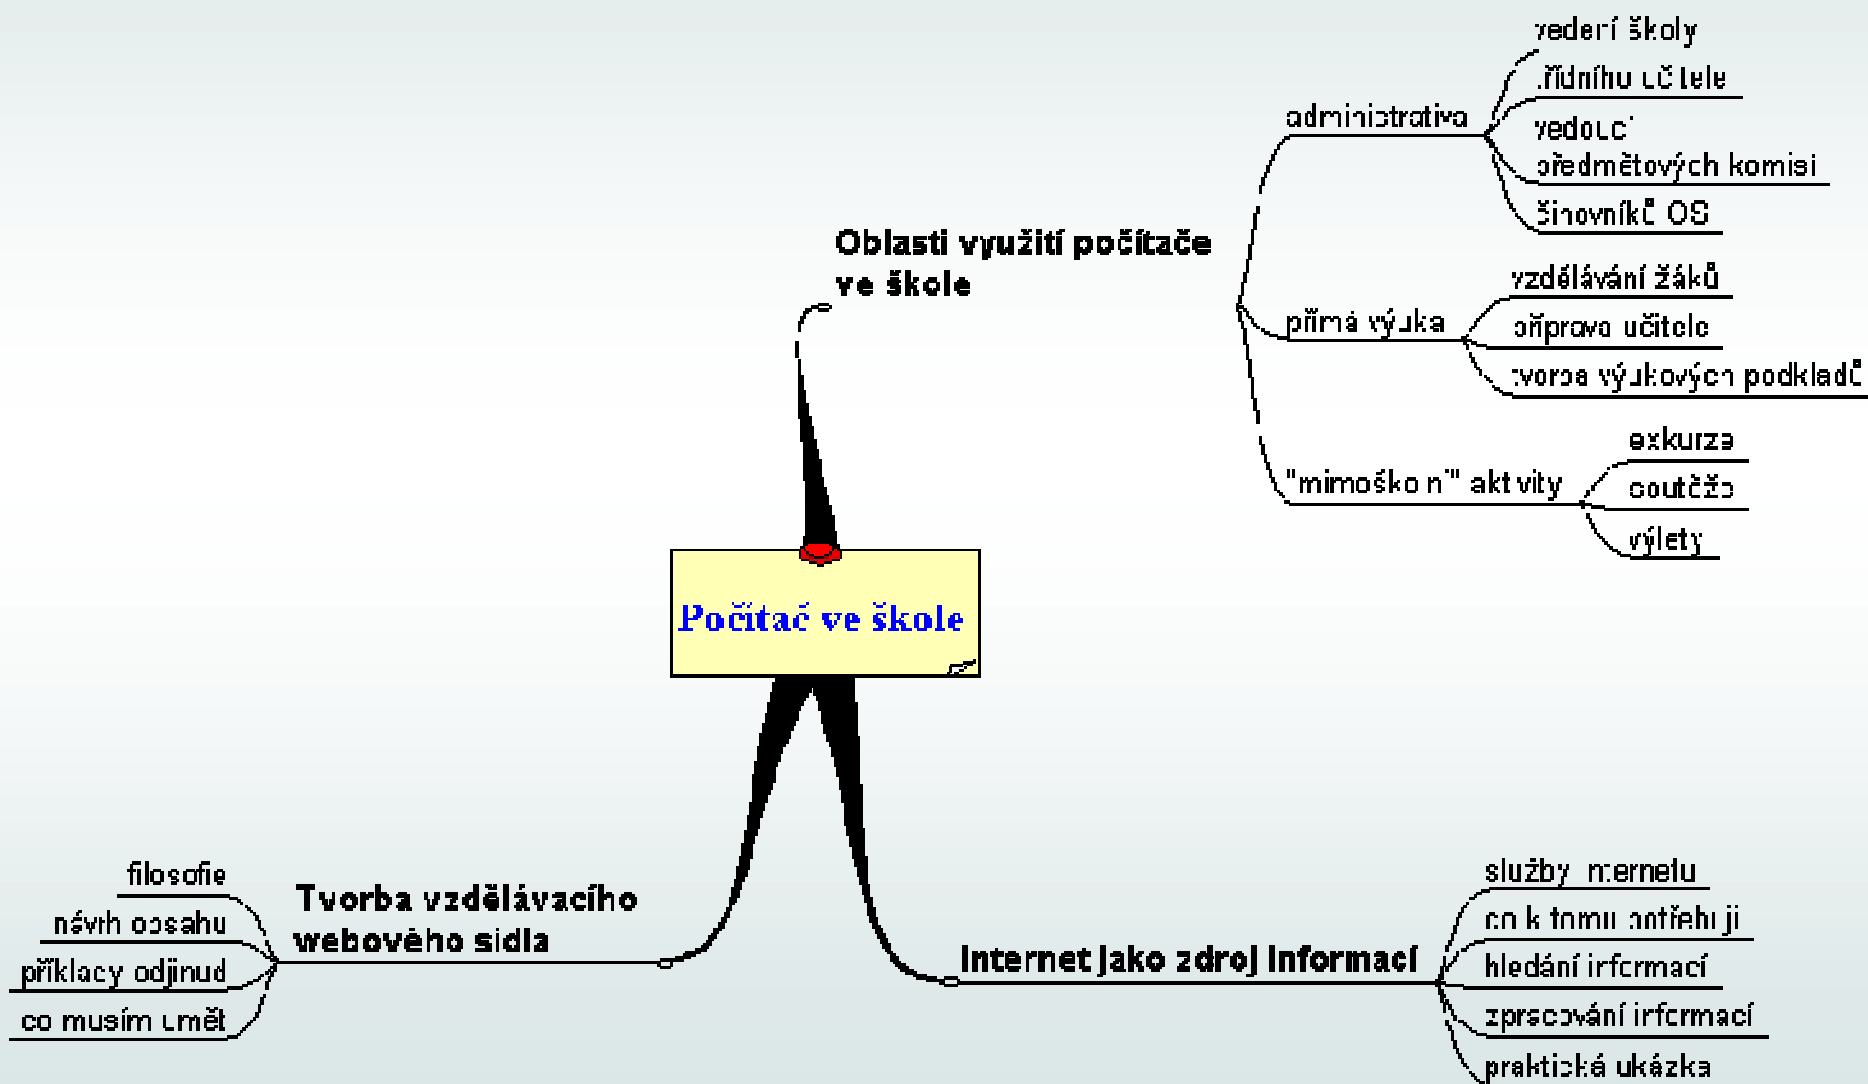 vedení školy
třídního učitele
administrativa
vedoucí
předmětových komisí
činovníků OS
Oblasti využití počítače
ve škole
vzdělávání žáků
přímá výuka
příprava učitele
tvorba výukových podkladů
exkurze
"mimoškolní" aktivity
soutěže
výlety
Počítač ve škole
filosofie
Tvorba vzdělávacího
webového sídla
návrh obsahu
příklady odjinud
co musím umět
Internet jako zdroj informací
služby internetu
co k tomu potřebuji
hledání informací
zpracování informací
praktická ukázka